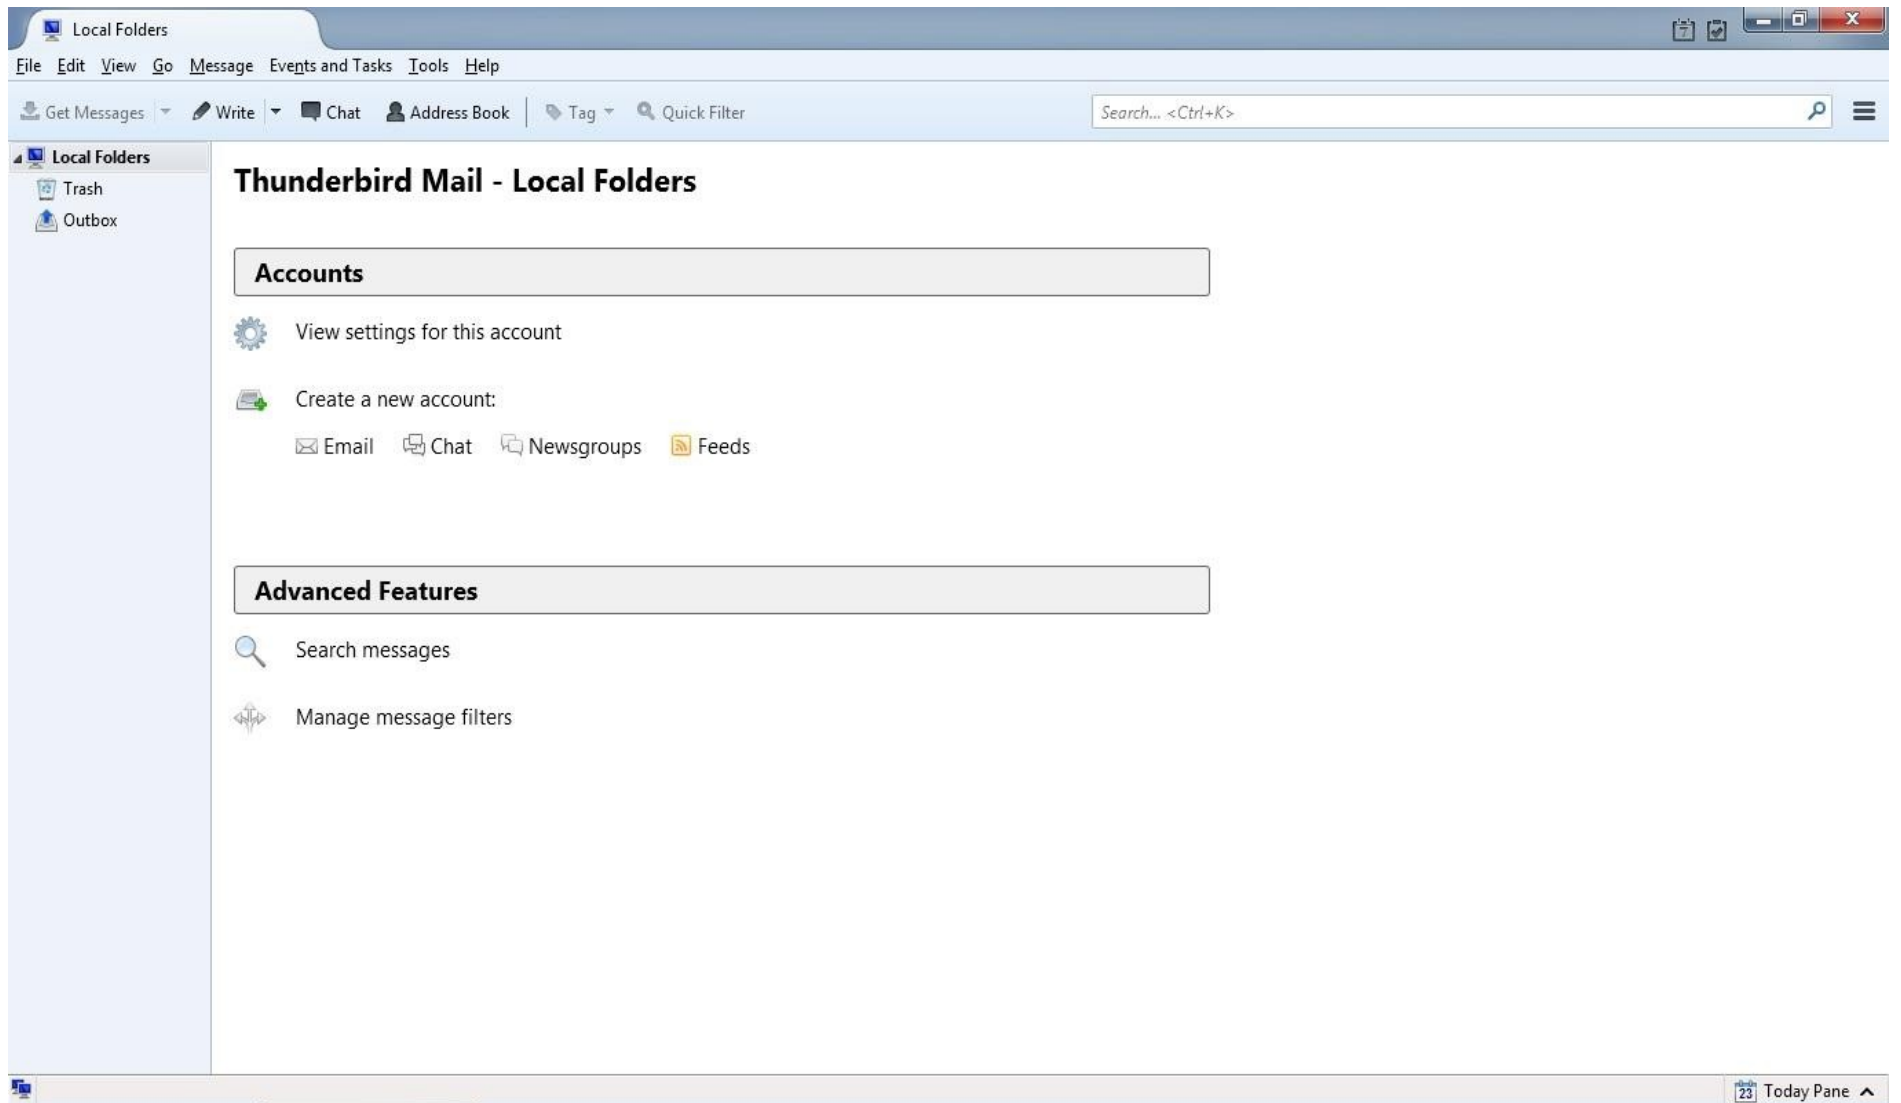 Local Folders
7
File Edit View Go Message Events and Tasks Tools Help
Get Messages Write Chat Address Book Tag Quick Filter Search... <Ctrl+K>
Local Folders
Trash
Outbox
Thunderbird Mail - Local Folders
Accounts
View settings for this account
Create a new account:
Email Chat Newsgroups Feeds
Advanced Features
Search messages
Manage message filters
23 Today Pane